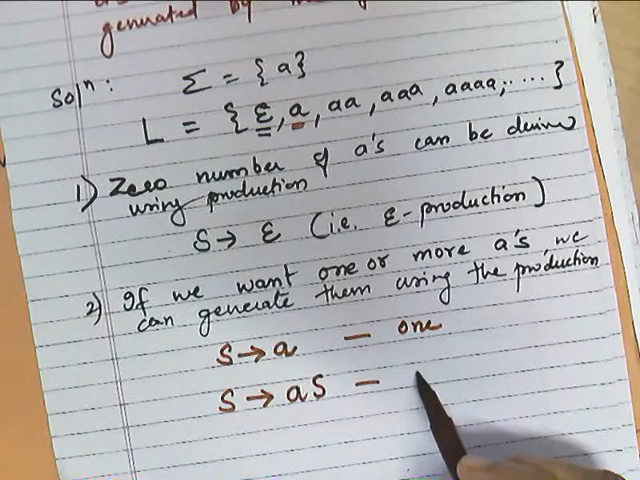 generated by
Solⁿ: Σ = {a}
L = {ε, a, aa, aaa, aaaa, .....}
1) Zero number of a's can be derive
using production
S → ε (i.e. ε-production)
2) If we want one or more a's we
can generate them using the production
S → a — one
S → aS —